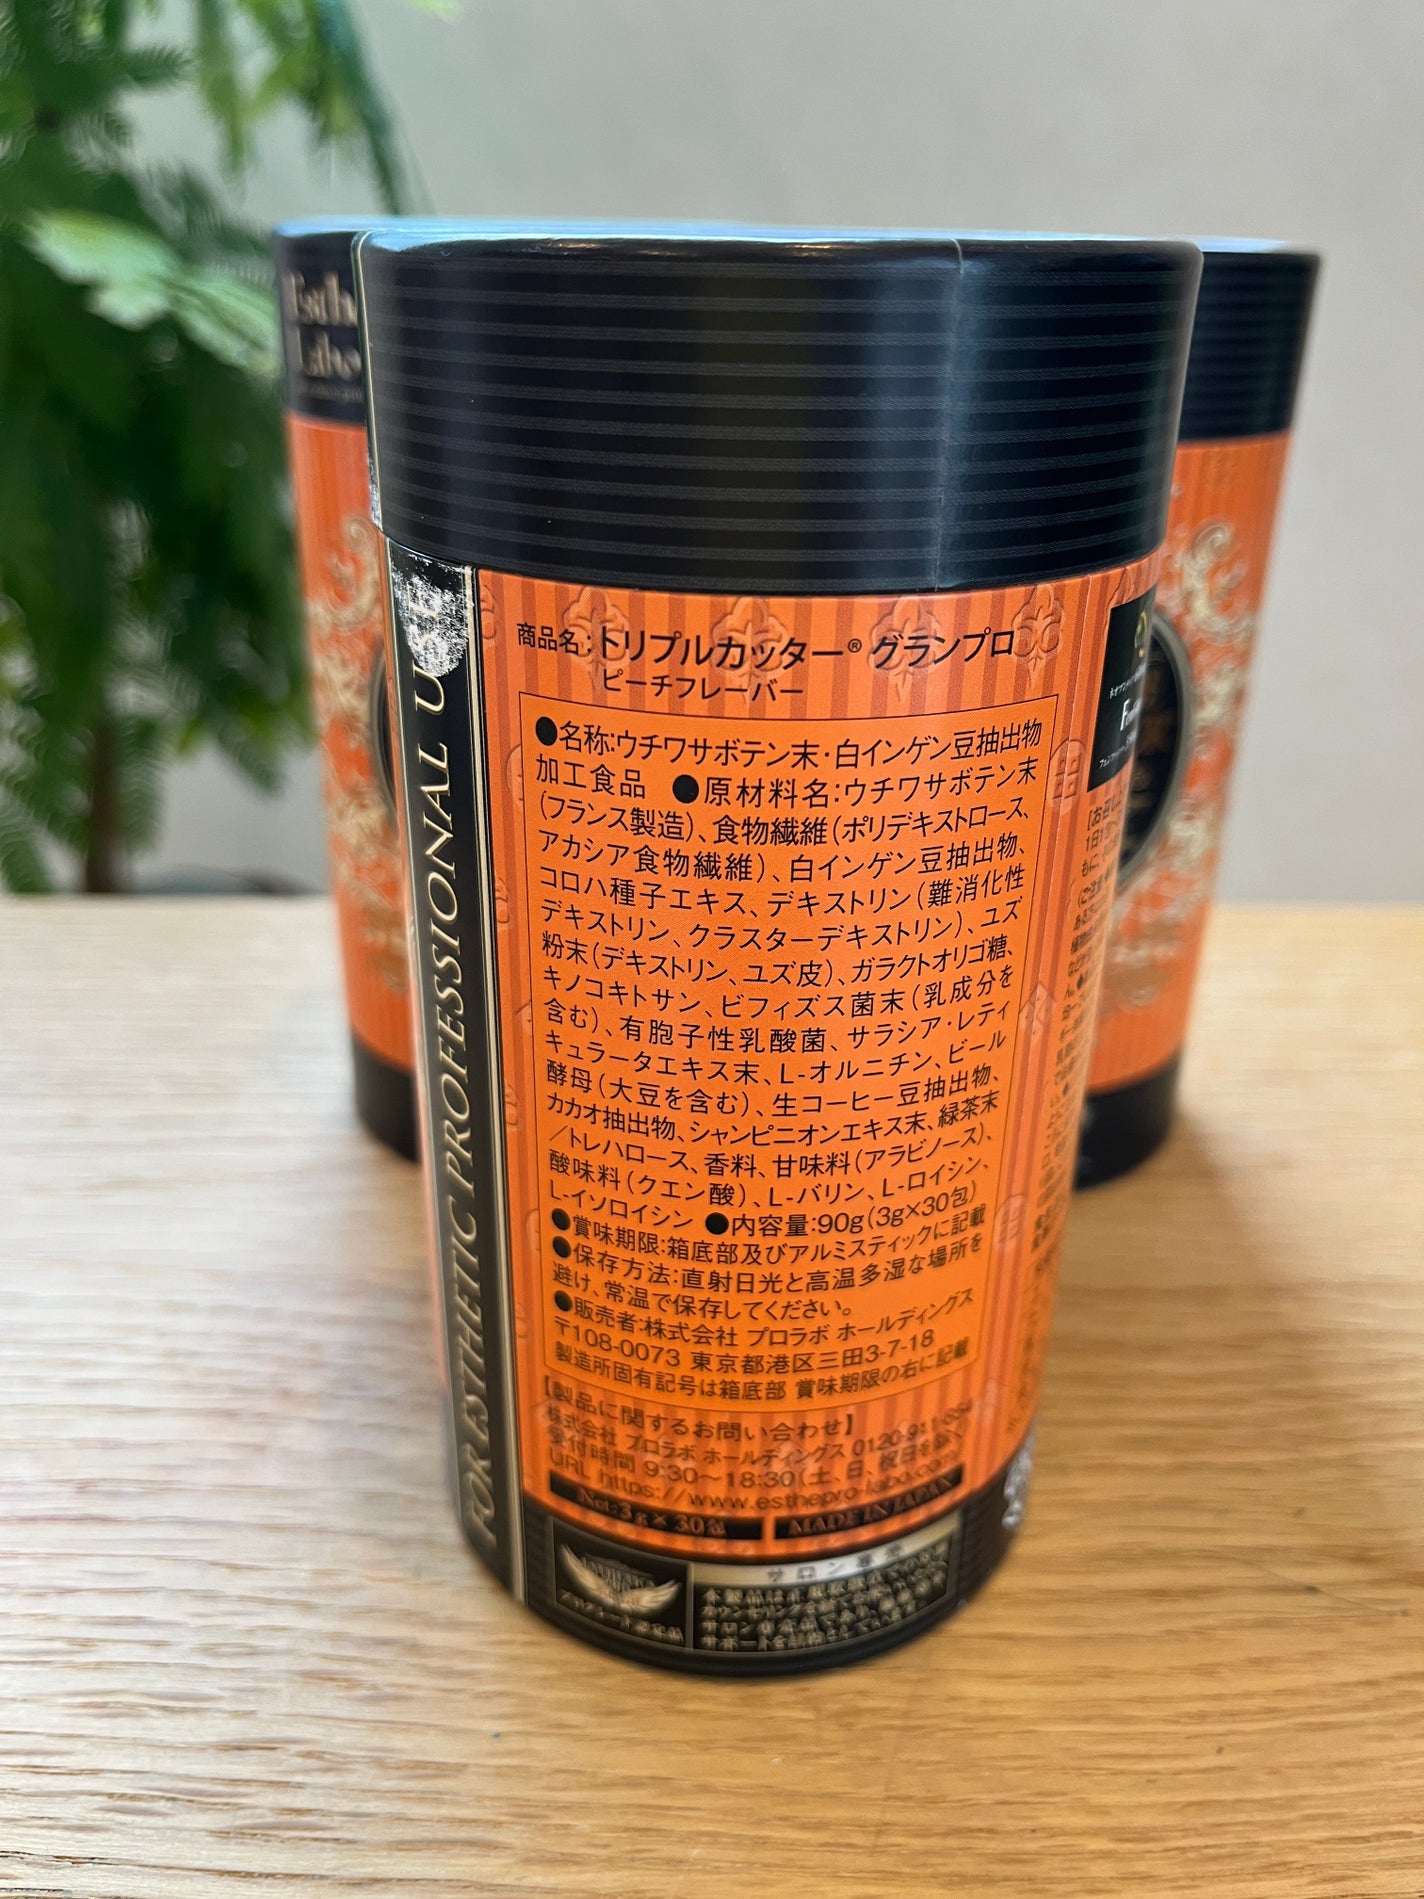 Esthe
Labo
FOR ESTHETIC PROFESSIONAL USE
商品名:トリプルカッター®グランプロ
ピーチフレーバー
●名称:ウチワサボテン末・白インゲン豆抽出物
加工食品 ●原材料名:ウチワサボテン末
(フランス製造)、食物繊維(ポリデキストロース、
アカシア食物繊維)、白インゲン豆抽出物、
コロハ種子エキス、デキストリン(難消化性
デキストリン、クラスターデキストリン)、ユズ
粉末(デキストリン、ユズ皮)、ガラクトオリゴ糖、
キノコキトサン、ビフィズス菌末(乳成分を
含む)、有胞子性乳酸菌、サラシア・レティ
キュラータエキス末、L-オルニチン、ビール
酵母(大豆を含む)、生コーヒー豆抽出物、
カカオ抽出物、シャンピニオンエキス末、緑茶末
/トレハロース、香料、甘味料(アラビノース)、
酸味料(クエン酸)、L-バリン、L-ロイシン、
L-イソロイシン ●内容量:90g(3g×30包)
●賞味期限:箱底部及びアルミスティックに記載
●保存方法:直射日光と高温多湿な場所を
避け、常温で保存してください。
●販売者:株式会社 プロラボ ホールディングス
〒108-0073 東京都港区三田3-7-18
製造所固有記号は箱底部 賞味期限の右に記載
【製品に関するお問い合わせ】
株式会社 プロラボ ホールディングス 0120-911-554
受付時間 9:30〜18:30(土、日、祝日を除く)
URL https://www.esthepro-labo.com
Net:3g×30包 MADE IN JAPAN
サロン専売